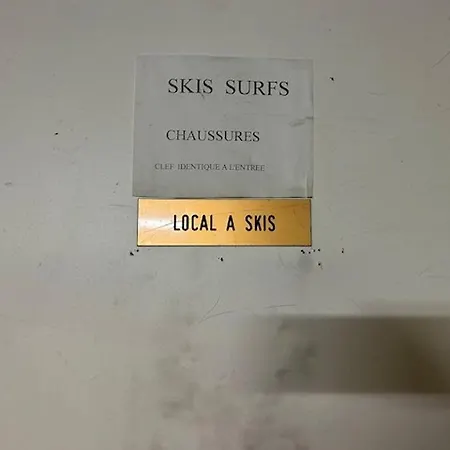 SKIS SURFS
CHAUSSURES
CLEF IDENTIQUE A L'ENTREE
LOCAL A SKIS